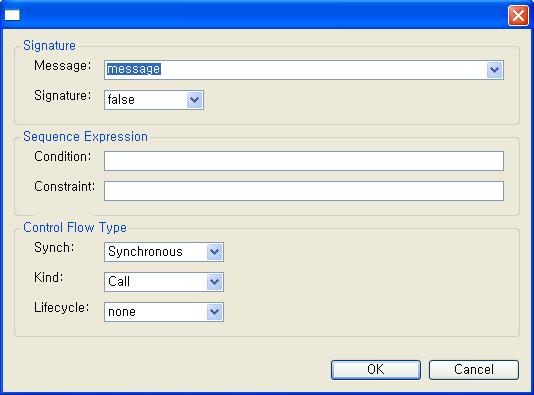 Signature
Message: message
Signature: false
Sequence Expression
Condition:
Constraint:
Control Flow Type
Synch: Synchronous
Kind: Call
Lifecycle: none
OK Cancel